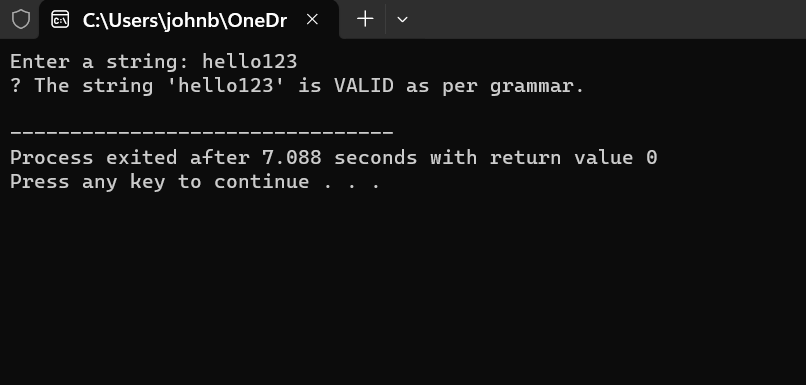 C:\Users\johnb\OneDr
Enter a string: hello123
? The string 'hello123' is VALID as per grammar.
--------------------------------
Process exited after 7.088 seconds with return value 0
Press any key to continue . . .